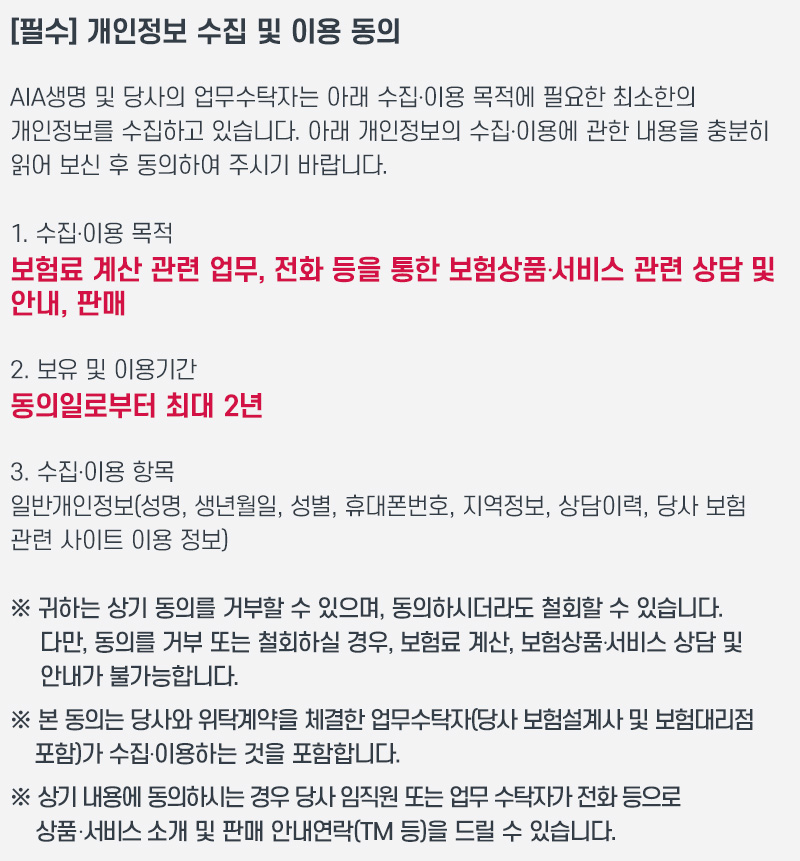 [필수] 개인정보 수집 및 이용 동의
AIA생명 및 당사의 업무수탁자는 아래 수집·이용 목적에 필요한 최소한의
개인정보를 수집하고 있습니다. 아래 개인정보의 수집·이용에 관한 내용을 충분히
읽어 보신 후 동의하여 주시기 바랍니다.
1. 수집·이용 목적
보험료 계산 관련 업무, 전화 등을 통한 보험상품·서비스 관련 상담 및
안내, 판매
2. 보유 및 이용기간
동의일로부터 최대 2년
3. 수집·이용 항목
일반개인정보(성명, 생년월일, 성별, 휴대폰번호, 지역정보, 상담이력, 당사 보험
관련 사이트 이용 정보)
※ 귀하는 상기 동의를 거부할 수 있으며, 동의하시더라도 철회할 수 있습니다.
다만, 동의를 거부 또는 철회하실 경우, 보험료 계산, 보험상품·서비스 상담 및
안내가 불가능합니다.
※ 본 동의는 당사와 위탁계약을 체결한 업무수탁자(당사 보험설계사 및 보험대리점
포함)가 수집·이용하는 것을 포함합니다.
※ 상기 내용에 동의하시는 경우 당사 임직원 또는 업무 수탁자가 전화 등으로
상품·서비스 소개 및 판매 안내연락(TM 등)을 드릴 수 있습니다.